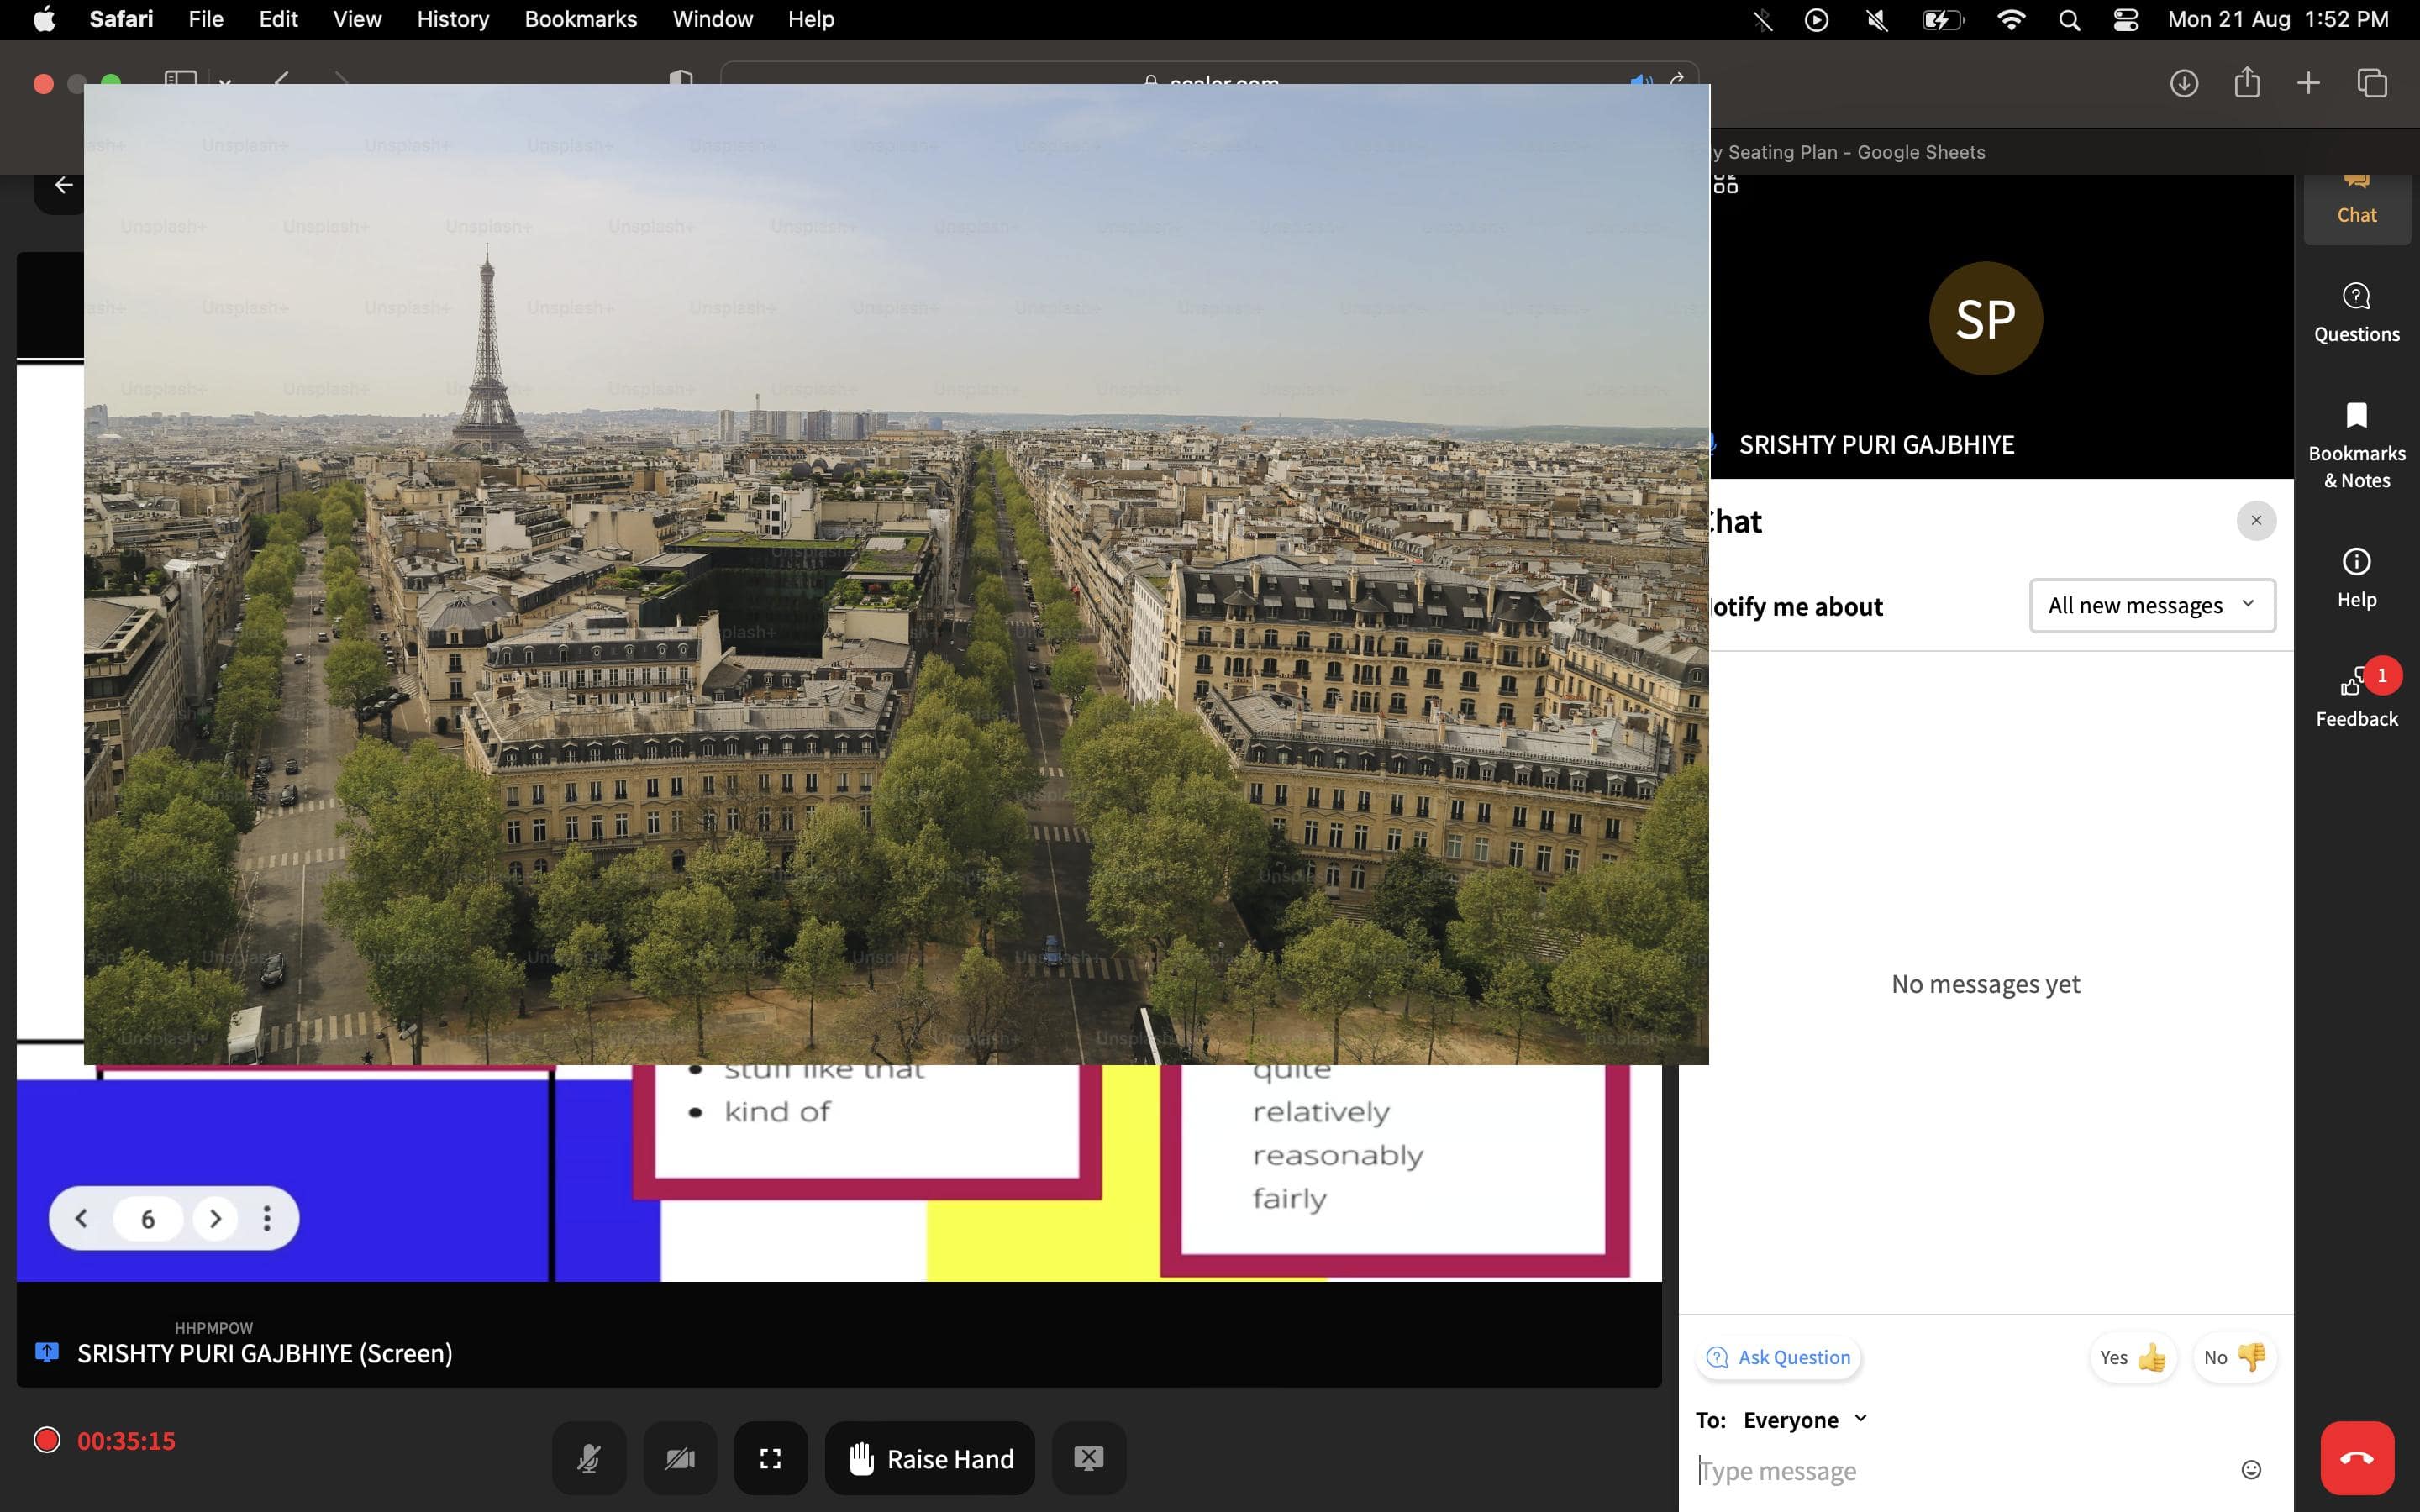 Safari File Edit View History Bookmarks Window Help
Mon 21 Aug 1:52 PM
scaler.com
y Seating Plan - Google Sheets
Chat
SP
Questions
SRISHTY PURI GAJBHIYE
Bookmarks
& Notes
Chat
Help
otify me about
All new messages
1
Feedback
Unsplash+
No messages yet
stuff like that
kind of
quite
relatively
reasonably
fairly
6
HHPMPOW
SRISHTY PURI GAJBHIYE (Screen)
Ask Question
Yes
No
To: Everyone
00:35:15
Raise Hand
Type message